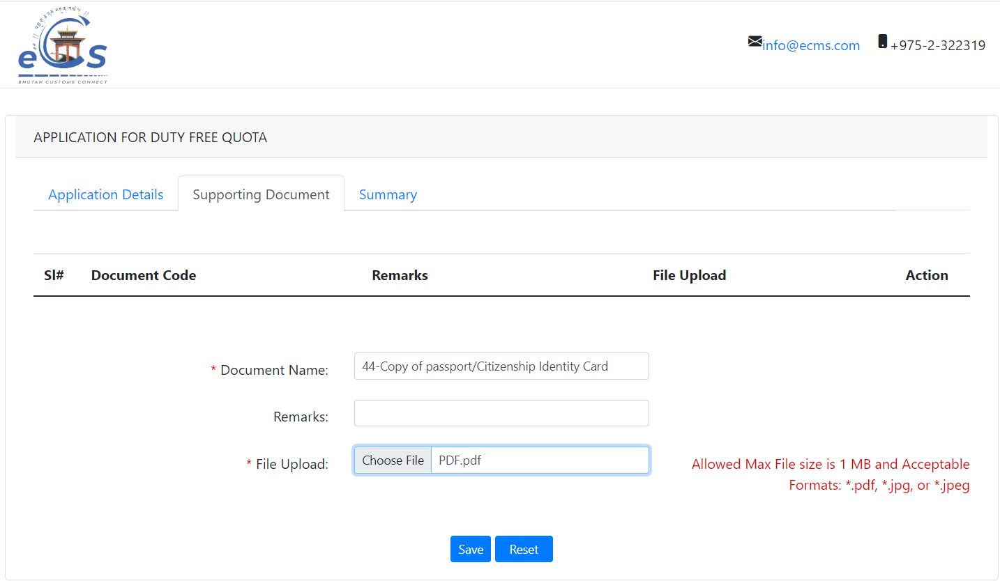 eCMS
BHUTAN CUSTOMS CONNECT
info@ecms.com
+975-2-322319
APPLICATION FOR DUTY FREE QUOTA
Application Details
Supporting Document
Summary
Sl# Document Code Remarks File Upload Action
* Document Name: 44-Copy of passport/Citizenship Identity Card
Remarks:
* File Upload: Choose File PDF.pdf
Allowed Max File size is 1 MB and Acceptable
Formats: *.pdf, *.jpg, or *.jpeg
Save Reset